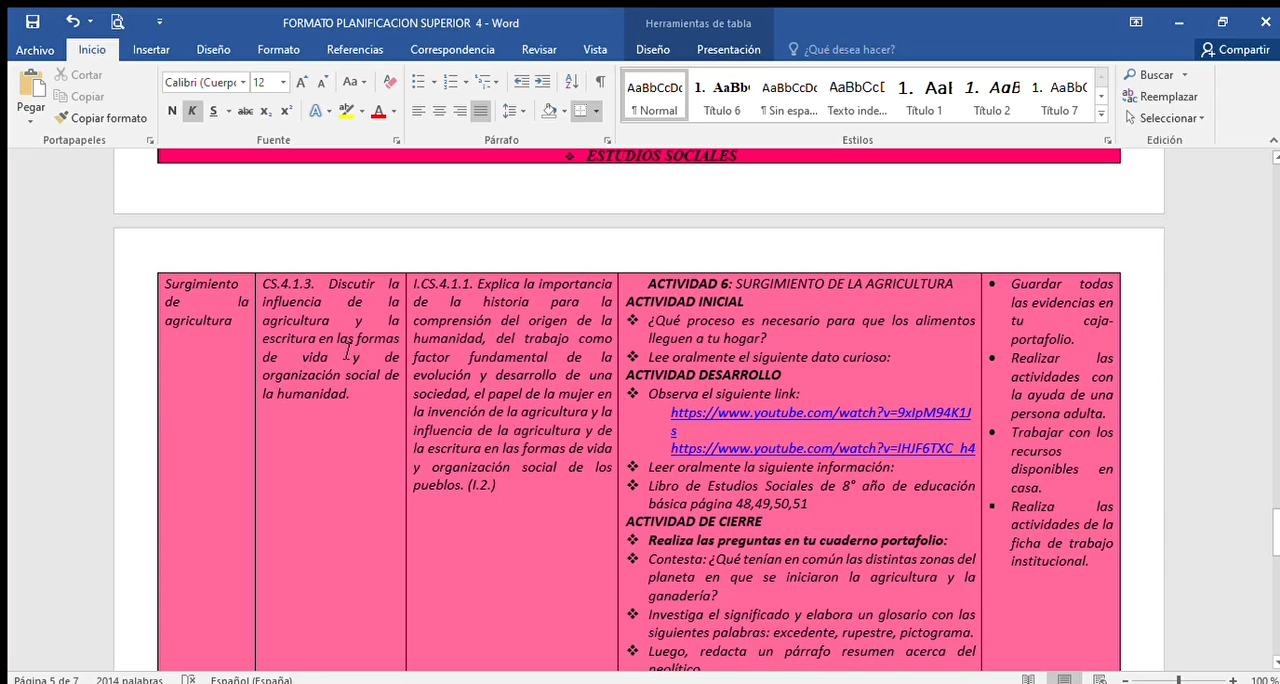 FORMATO PLANIFICACION SUPERIOR 4 - Word
Herramientas de tabla
Archivo Inicio Insertar Diseño Formato Referencias Correspondencia Revisar Vista Diseño Presentación ¿Qué desea hacer? Compartir
Pegar
Cortar
Copiar
Copiar formato
Portapapeles
Calibri (Cuerpo 12
N K S abc x₂ x²
Fuente
Párrafo
AaBbCcDc
¶ Normal
1. AaBb(
Título 6
AaBbCcDc
¶ Sin espa...
AaBbCcD
Texto inde...
1. AaI
Título 1
1. AaB
Título 2
1. AaBbC
Título 7
Estilos
Buscar
Reemplazar
Seleccionar
Edición
❖ ESTUDIOS SOCIALES
Surgimiento
de la
agricultura
CS.4.1.3. Discutir la
influencia de la
agricultura y la
escritura en las formas
de vida y de
organización social de
la humanidad.
I.CS.4.1.1. Explica la importancia
de la historia para la
comprensión del origen de la
humanidad, del trabajo como
factor fundamental de la
evolución y desarrollo de una
sociedad, el papel de la mujer en
la invención de la agricultura y la
influencia de la agricultura y de
la escritura en las formas de vida
y organización social de los
pueblos. (I.2.)
ACTIVIDAD 6: SURGIMIENTO DE LA AGRICULTURA
ACTIVIDAD INICIAL
❖ ¿Qué proceso es necesario para que los alimentos
lleguen a tu hogar?
❖ Lee oralmente el siguiente dato curioso:
ACTIVIDAD DESARROLLO
❖ Observa el siguiente link:
https://www.youtube.com/watch?v=9xIpM94K1J
s
https://www.youtube.com/watch?v=IHJF6TXC_h4
❖ Leer oralmente la siguiente información:
❖ Libro de Estudios Sociales de 8° año de educación
básica página 48,49,50,51
ACTIVIDAD DE CIERRE
❖ Realiza las preguntas en tu cuaderno portafolio:
❖ Contesta: ¿Qué tenían en común las distintas zonas del
planeta en que se iniciaron la agricultura y la
ganadería?
❖ Investiga el significado y elabora un glosario con las
siguientes palabras: excedente, rupestre, pictograma.
❖ Luego, redacta un párrafo resumen acerca del
neolítico
• Guardar todas
las evidencias en
tu caja-
portafolio.
• Realizar las
actividades con
la ayuda de una
persona adulta.
• Trabajar con los
recursos
disponibles en
casa.
▪ Realiza las
actividades de la
ficha de trabajo
institucional.
Página 5 de 7 2014 palabras Español (España) 100 %